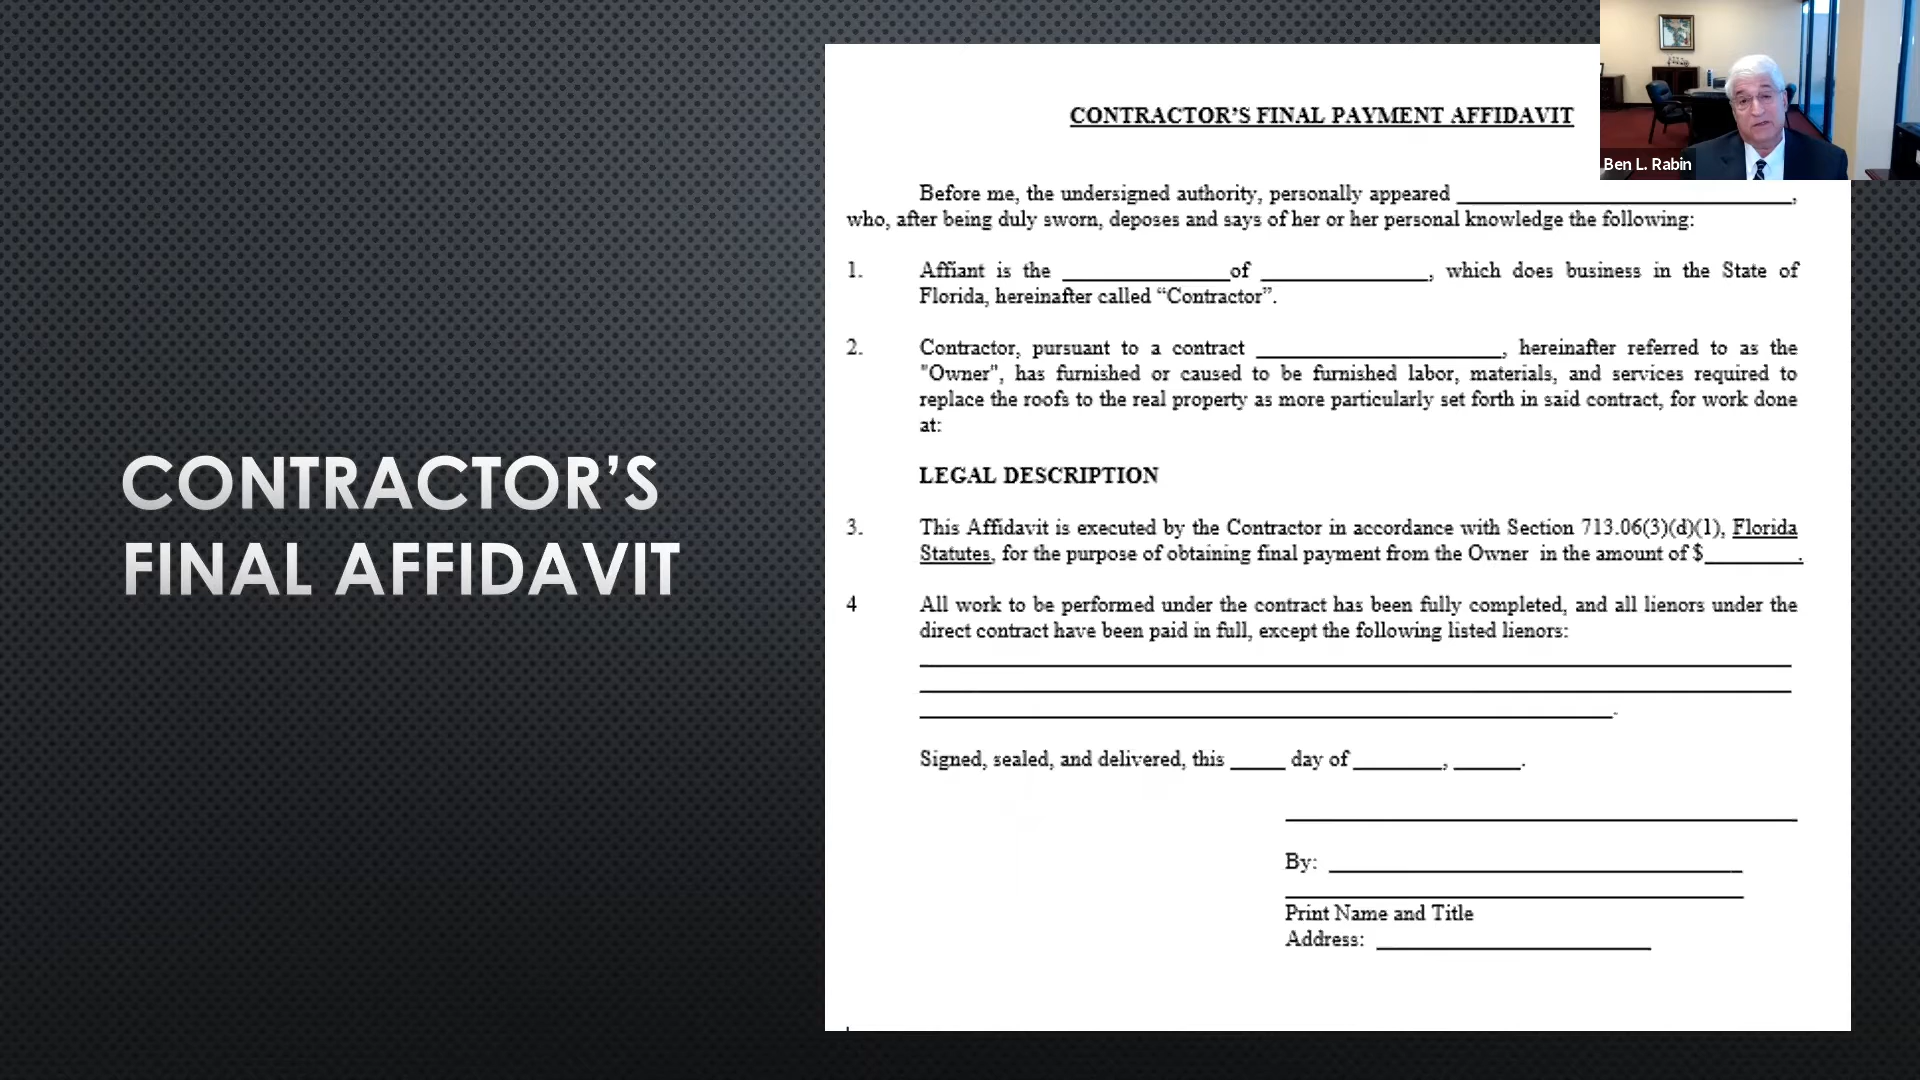 CONTRACTOR’S
FINAL AFFIDAVIT
CONTRACTOR’S FINAL PAYMENT AFFIDAVIT
Before me, the undersigned authority, personally appeared ______________________________,
who, after being duly sworn, deposes and says of her or her personal knowledge the following:
1. Affiant is the _______________of _______________, which does business in the State of
Florida, hereinafter called “Contractor”.
2. Contractor, pursuant to a contract ______________________, hereinafter referred to as the
"Owner", has furnished or caused to be furnished labor, materials, and services required to
replace the roofs to the real property as more particularly set forth in said contract, for work done
at:
LEGAL DESCRIPTION
3. This Affidavit is executed by the Contractor in accordance with Section 713.06(3)(d)(1), Florida
Statutes, for the purpose of obtaining final payment from the Owner in the amount of $_________.
4 All work to be performed under the contract has been fully completed, and all lienors under the
direct contract have been paid in full, except the following listed lienors:
Signed, sealed, and delivered, this _____ day of ________, ______.
By: _____________________________________
Print Name and Title
Address: _________________________
Ben L. Rabin